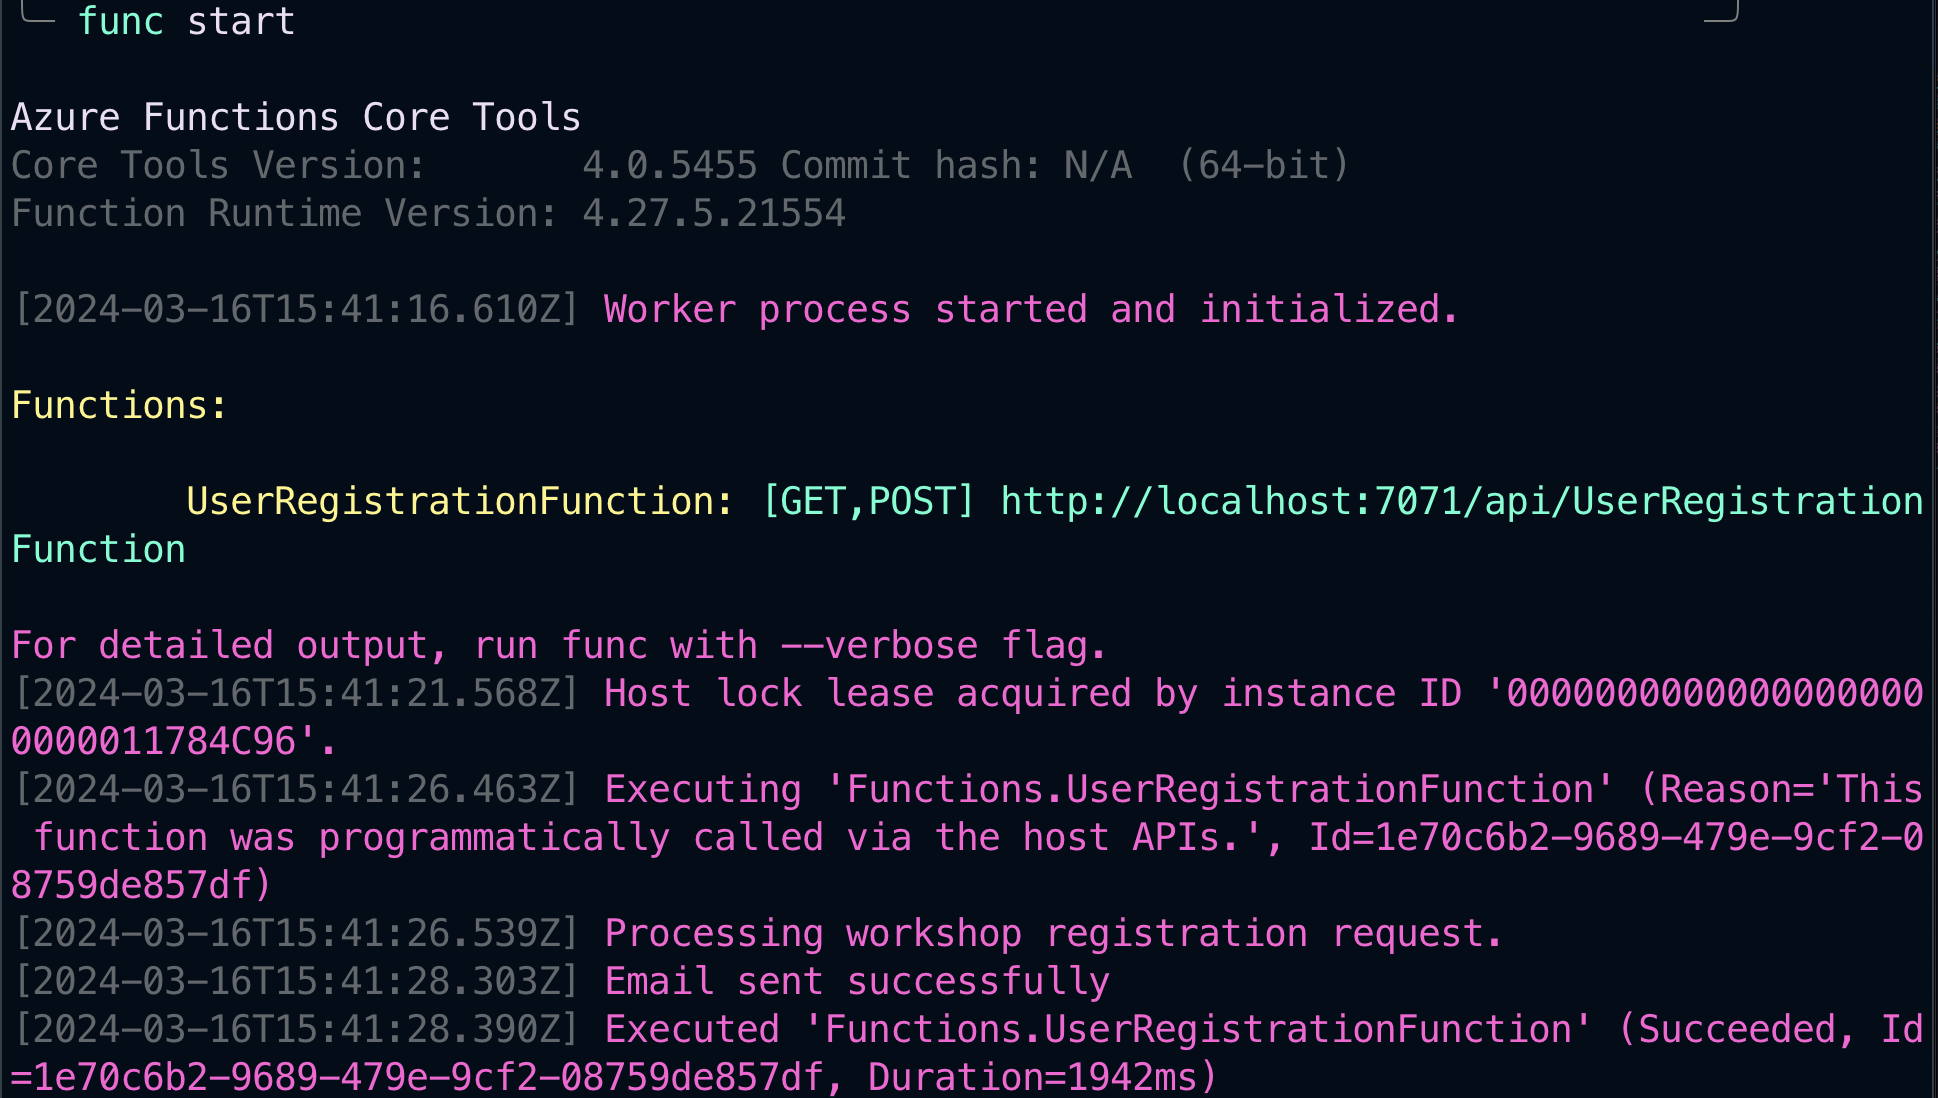 func start
Azure Functions Core Tools
Core Tools Version:       4.0.5455 Commit hash: N/A  (64-bit)
Function Runtime Version: 4.27.5.21554
[2024-03-16T15:41:16.610Z] Worker process started and initialized.
Functions:
        UserRegistrationFunction: [GET,POST] http://localhost:7071/api/UserRegistration
Function
For detailed output, run func with --verbose flag.
[2024-03-16T15:41:21.568Z] Host lock lease acquired by instance ID '0000000000000000000
0000011784C96'.
[2024-03-16T15:41:26.463Z] Executing 'Functions.UserRegistrationFunction' (Reason='This
 function was programmatically called via the host APIs.', Id=1e70c6b2-9689-479e-9cf2-0
8759de857df)
[2024-03-16T15:41:26.539Z] Processing workshop registration request.
[2024-03-16T15:41:28.303Z] Email sent successfully
[2024-03-16T15:41:28.390Z] Executed 'Functions.UserRegistrationFunction' (Succeeded, Id
=1e70c6b2-9689-479e-9cf2-08759de857df, Duration=1942ms)